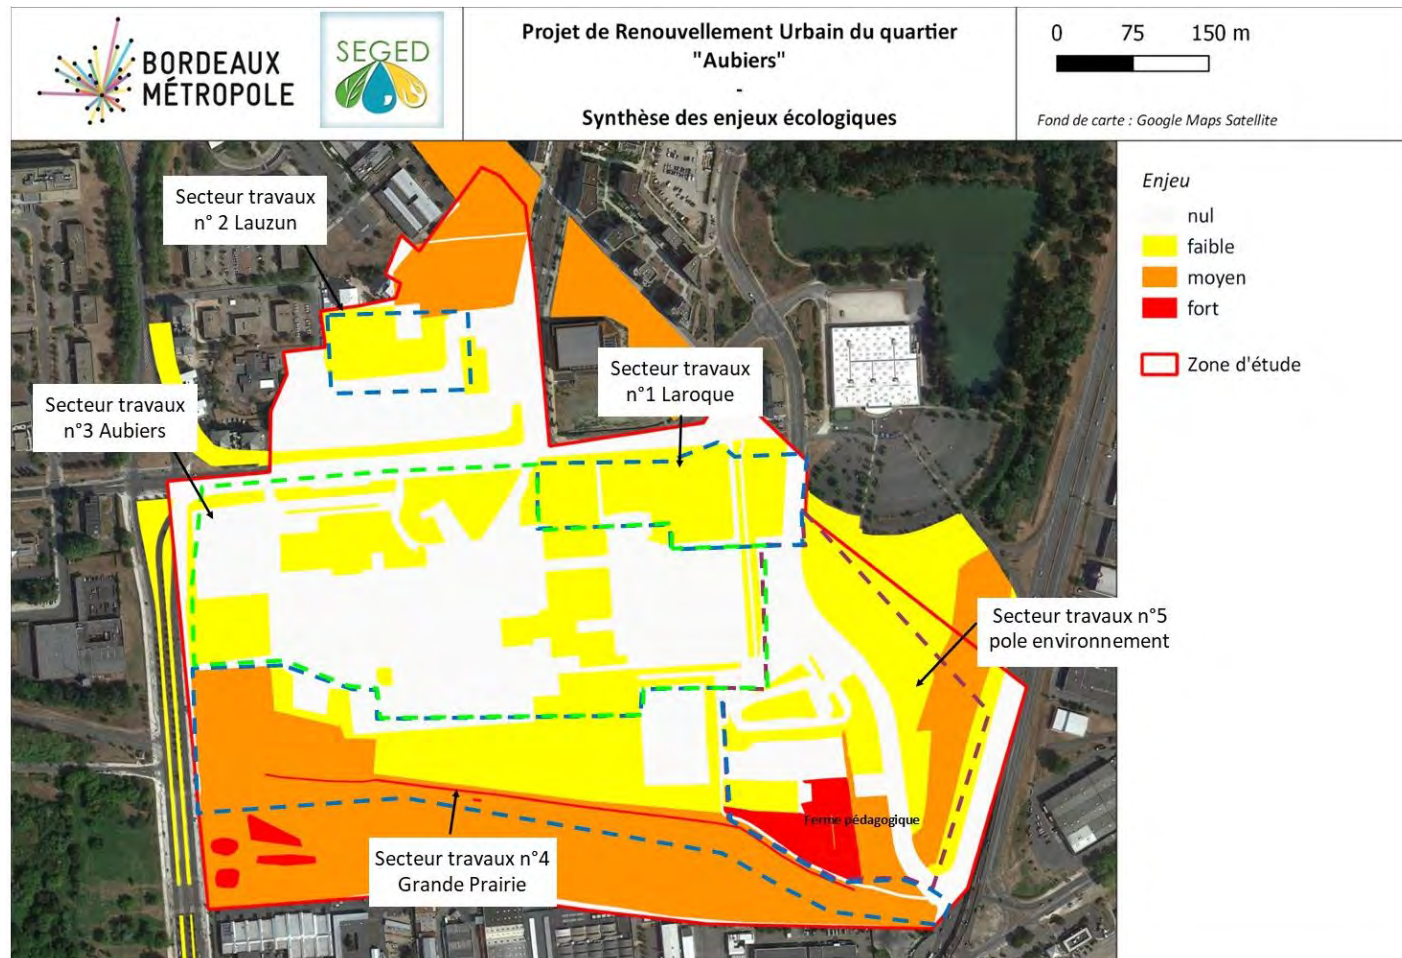 BORDEAUX
MÉTROPOLE
SEGED
Projet de Renouvellement Urbain du quartier
"Aubiers"
-
Synthèse des enjeux écologiques
0 75 150 m
Fond de carte : Google Maps Satellite
Enjeu
nul
faible
moyen
fort
Zone d'étude
Secteur travaux
n° 2 Lauzun
Secteur travaux
n°1 Laroque
Secteur travaux
n°3 Aubiers
Secteur travaux n°5
pole environnement
Ferme pédagogique
Secteur travaux n°4
Grande Prairie